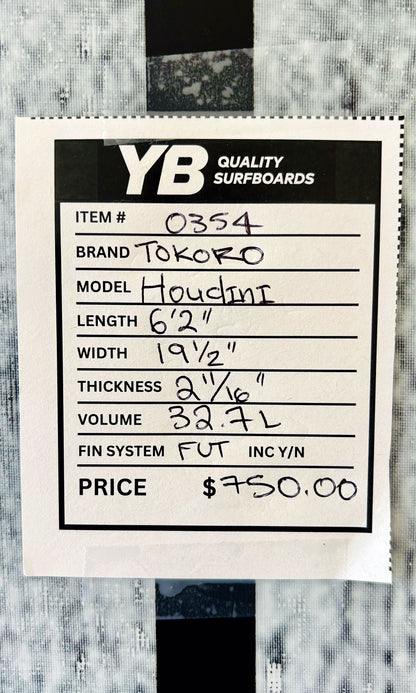 YB QUALITY
SURFBOARDS
ITEM # 0354
BRAND TOKORO
MODEL Houdini
LENGTH 6'2"
WIDTH 19 1/2"
THICKNESS 2 11/16"
VOLUME 32.7L
FIN SYSTEM FUT INC Y/N
PRICE $750.00